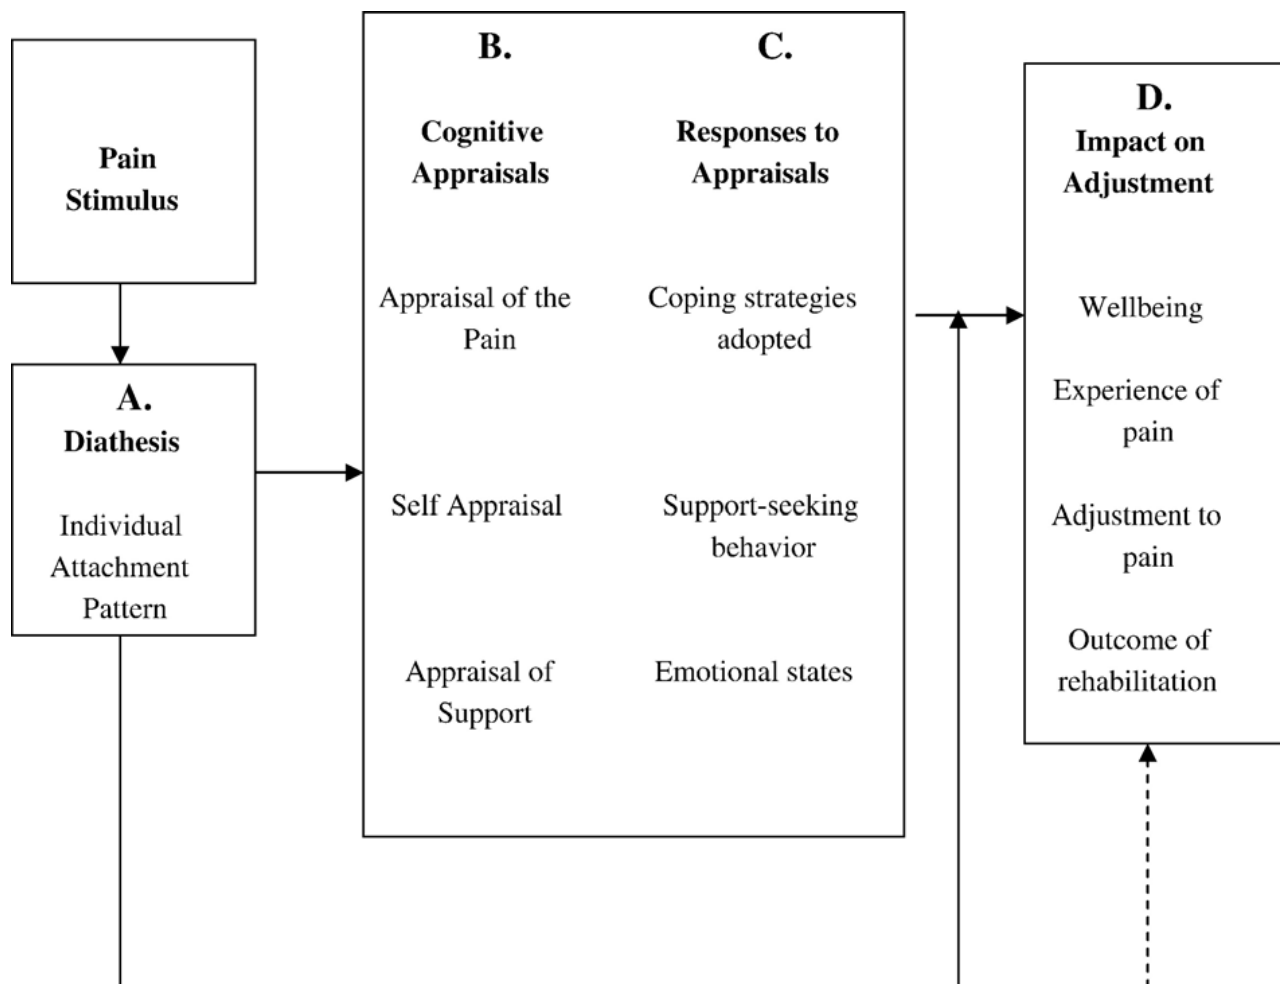 Pain
Stimulus
A.
Diathesis
Individual
Attachment
Pattern
B.
Cognitive
Appraisals
Appraisal of the
Pain
Self Appraisal
Appraisal of
Support
C.
Responses to
Appraisals
Coping strategies
adopted
Support-seeking
behavior
Emotional states
D.
Impact on
Adjustment
Wellbeing
Experience of
pain
Adjustment to
pain
Outcome of
rehabilitation